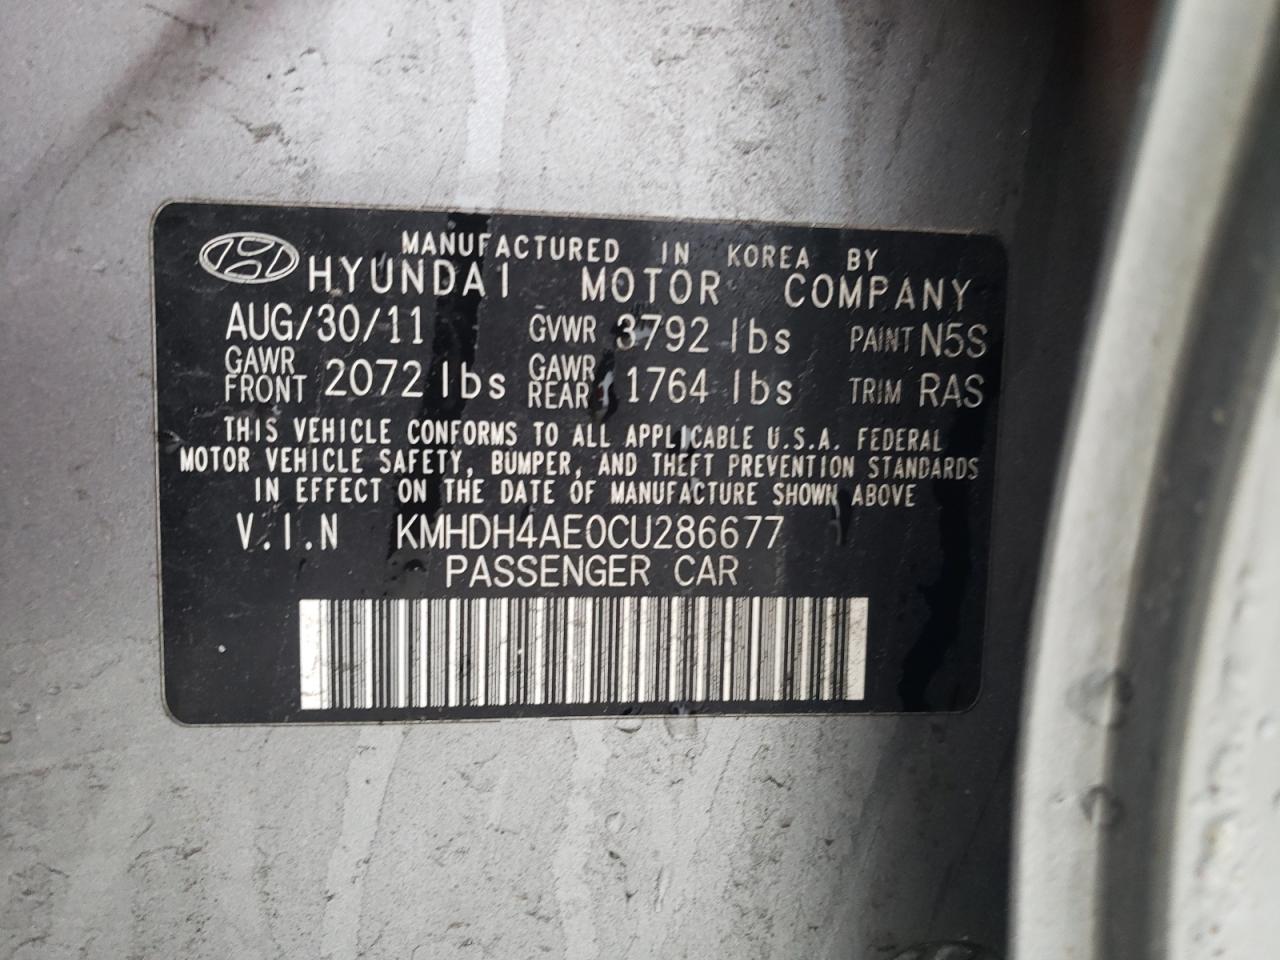 MANUFACTURED IN KOREA BY
HYUNDAI MOTOR COMPANY
AUG/30/11 GVWR 3792 lbs PAINT N5S
GAWR FRONT 2072 lbs GAWR REAR 1764 lbs TRIM RAS
THIS VEHICLE CONFORMS TO ALL APPLICABLE U.S.A. FEDERAL
MOTOR VEHICLE SAFETY, BUMPER, AND THEFT PREVENTION STANDARDS
IN EFFECT ON THE DATE OF MANUFACTURE SHOWN ABOVE
V.I.N KMHDH4AE0CU286677
PASSENGER CAR